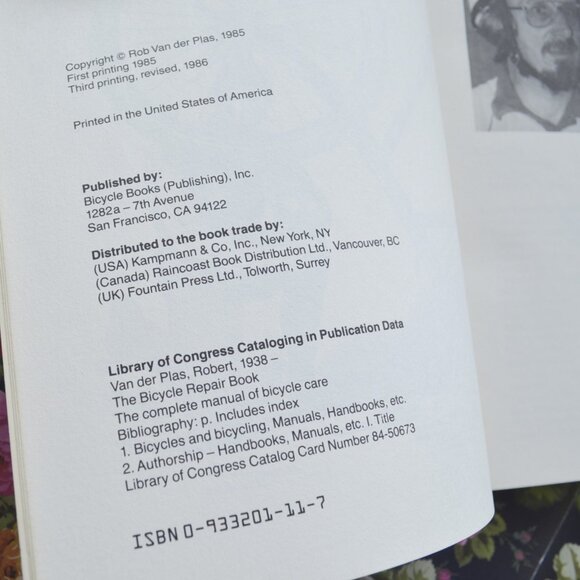 Copyright © Rob Van der Plas, 1985
First printing 1985
Third printing, revised, 1986
Printed in the United States of America
Published by:
Bicycle Books (Publishing), Inc.
1282a – 7th Avenue
San Francisco, CA 94122
Distributed to the book trade by:
(USA) Kampmann & Co, Inc., New York, NY
(Canada) Raincoast Book Distribution Ltd., Vancouver, BC
(UK) Fountain Press Ltd., Tolworth, Surrey
Library of Congress Cataloging in Publication Data
Van der Plas, Robert, 1938 –
The Bicycle Repair Book
The complete manual of bicycle care
Bibliography: p. Includes index
1. Bicycles and bicycling, Manuals, Handbooks, etc.
2. Authorship – Handbooks, Manuals, etc. I. Title
Library of Congress Catalog Card Number 84-50673
ISBN 0-933201-11-7